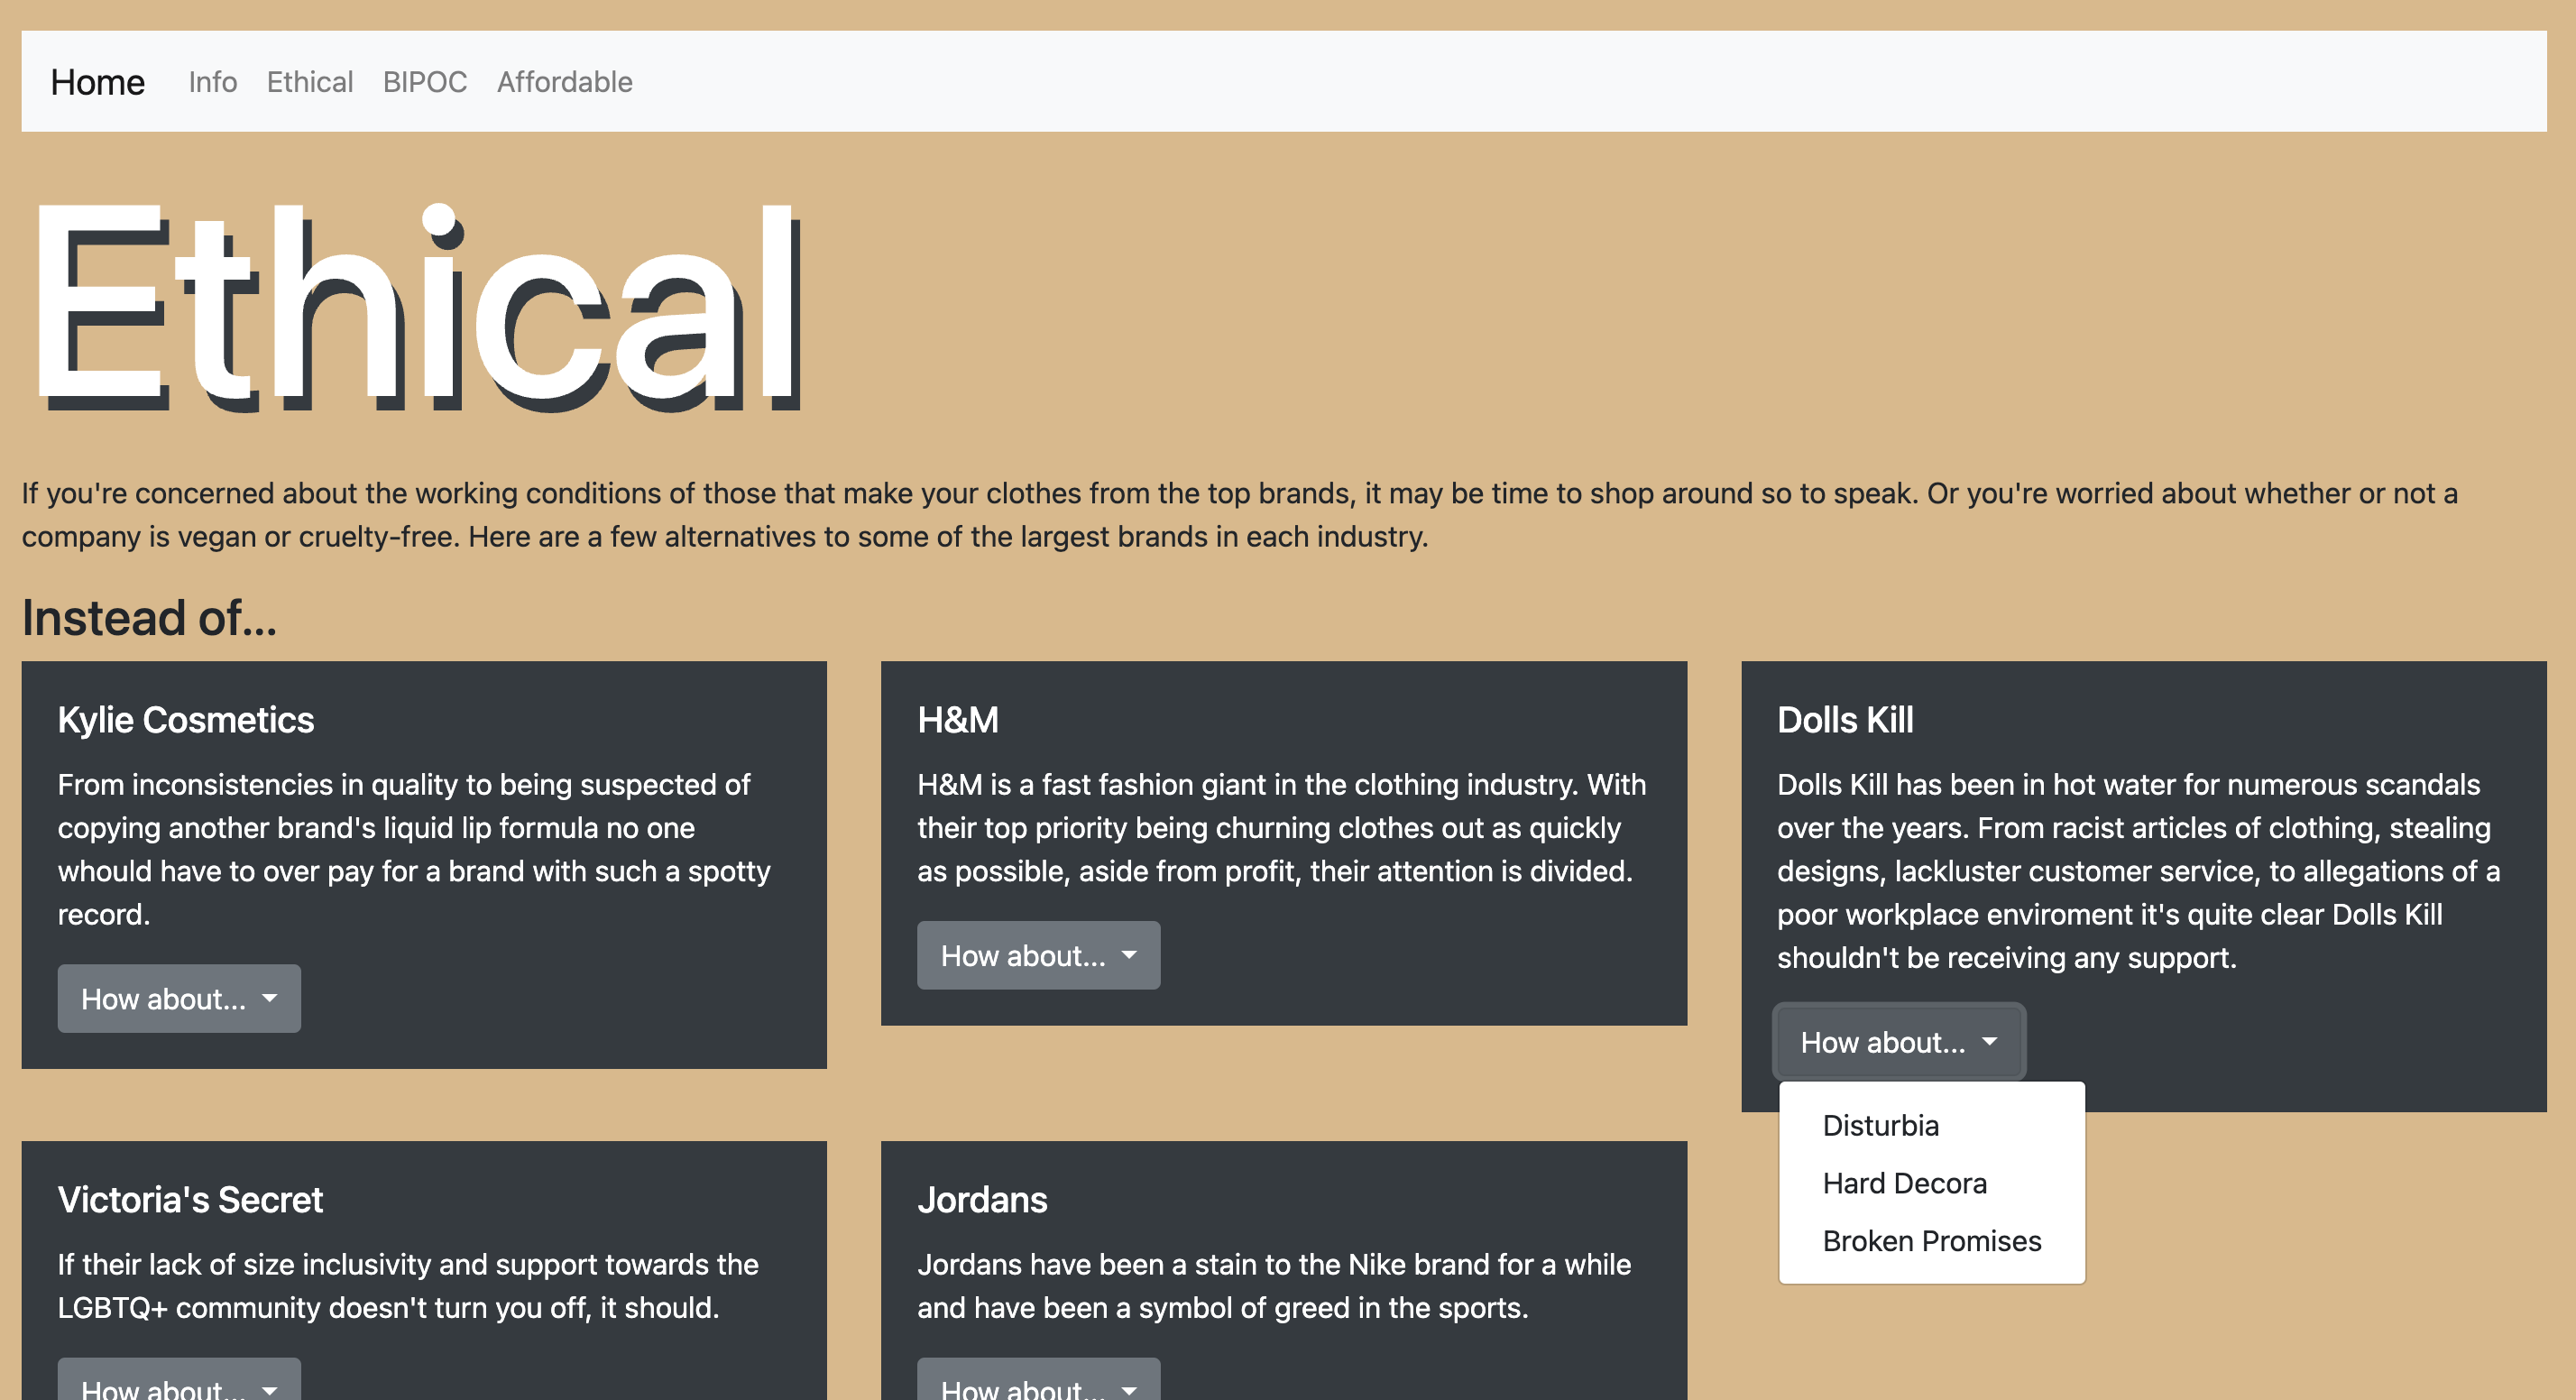 Home Info Ethical BIPOC Affordable
Ethical
If you're concerned about the working conditions of those that make your clothes from the top brands, it may be time to shop around so to speak. Or you're worried about whether or not a
company is vegan or cruelty-free. Here are a few alternatives to some of the largest brands in each industry.
Instead of...
Kylie Cosmetics
From inconsistencies in quality to being suspected of
copying another brand's liquid lip formula no one
whould have to over pay for a brand with such a spotty
record.
How about...
H&M
H&M is a fast fashion giant in the clothing industry. With
their top priority being churning clothes out as quickly
as possible, aside from profit, their attention is divided.
How about...
Dolls Kill
Dolls Kill has been in hot water for numerous scandals
over the years. From racist articles of clothing, stealing
designs, lackluster customer service, to allegations of a
poor workplace enviroment it's quite clear Dolls Kill
shouldn't be receiving any support.
How about...
Disturbia
Hard Decora
Broken Promises
Victoria's Secret
If their lack of size inclusivity and support towards the
LGBTQ+ community doesn't turn you off, it should.
How about...
Jordans
Jordans have been a stain to the Nike brand for a while
and have been a symbol of greed in the sports.
How about...